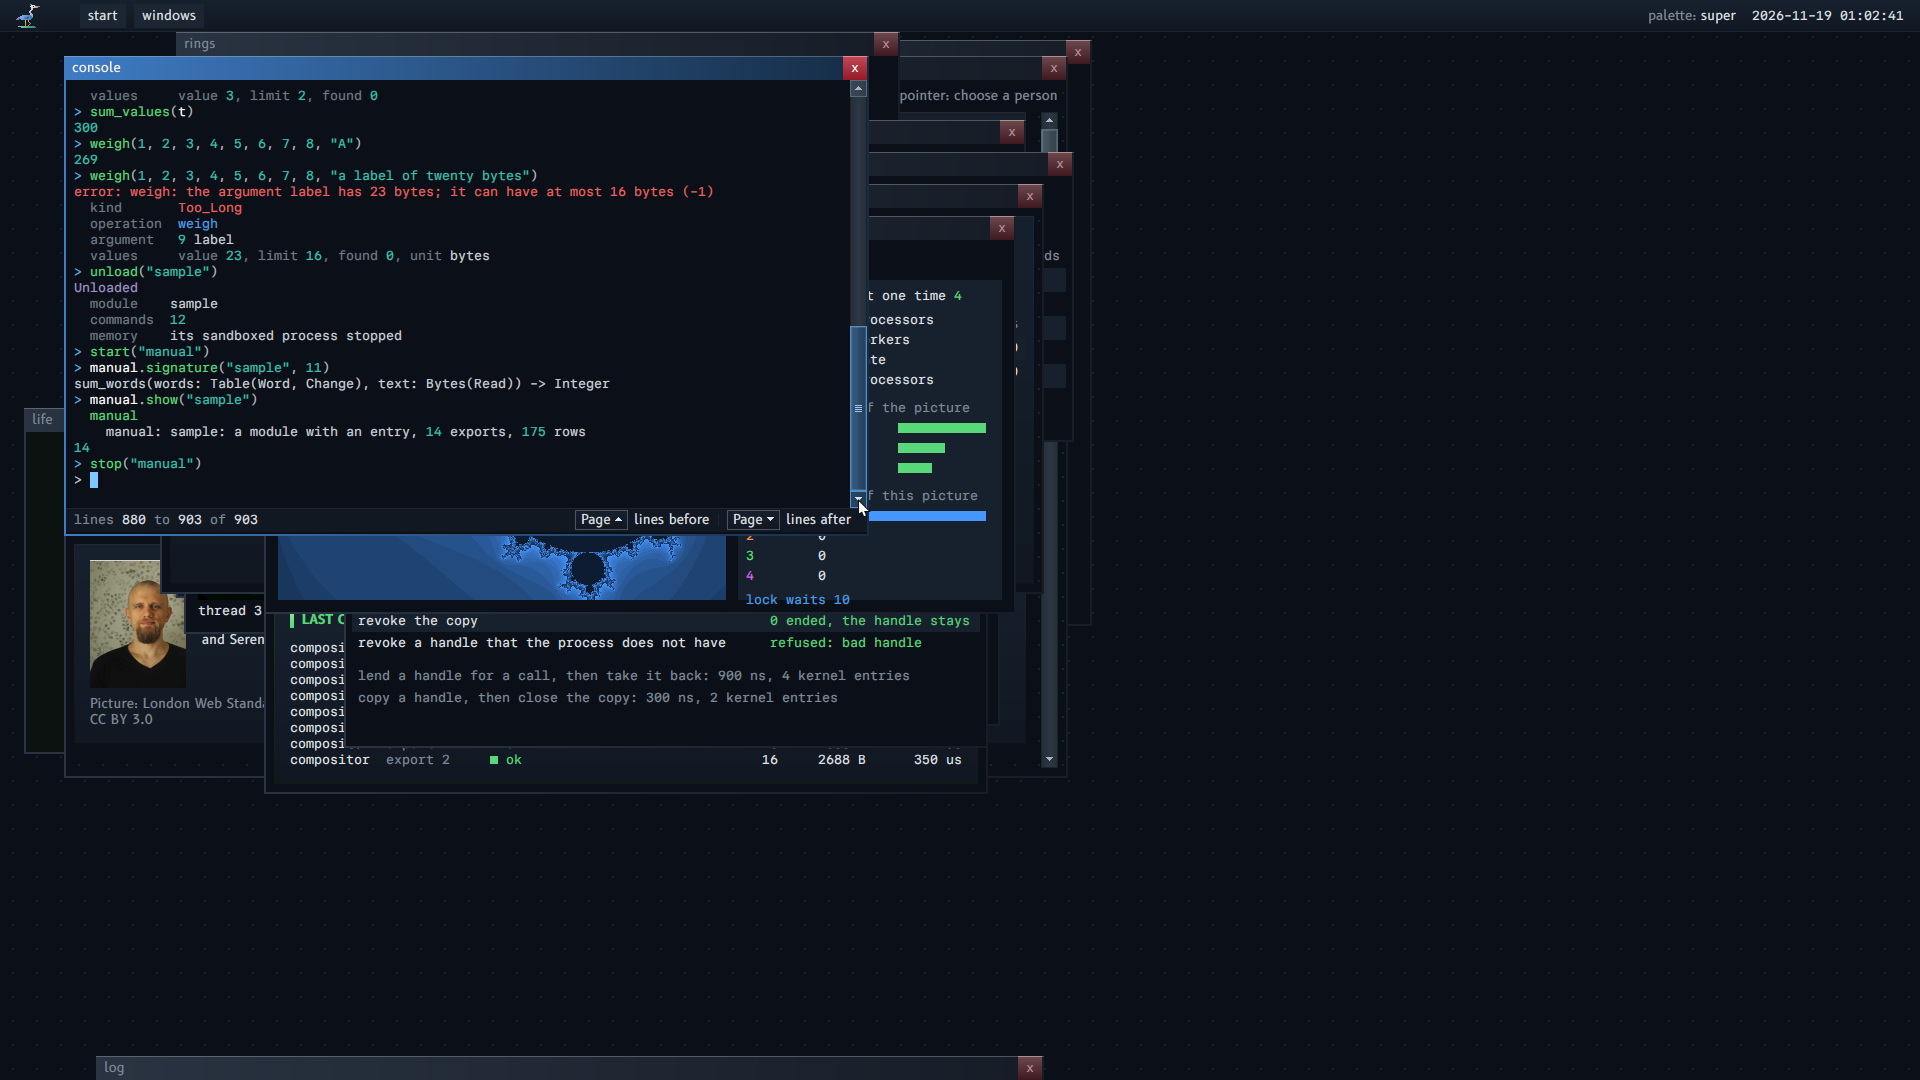 start windows palette: super 2026-11-19 01:02:41
rings x
x
console x
x
values value 3, limit 2, found 0
> sum_values(t)
300
> weigh(1, 2, 3, 4, 5, 6, 7, 8, "A")
269
> weigh(1, 2, 3, 4, 5, 6, 7, 8, "a label of twenty bytes")
error: weigh: the argument label has 23 bytes; it can have at most 16 bytes (-1)
kind Too_Long
operation weigh
argument 9 label
values value 23, limit 16, found 0, unit bytes
> unload("sample")
Unloaded
module sample
commands 12
memory its sandboxed process stopped
> start("manual")
> manual.signature("sample", 11)
sum_words(words: Table(Word, Change), text: Bytes(Read)) -> Integer
> manual.show("sample")
manual
manual: sample: a module with an entry, 14 exports, 175 rows
14
> stop("manual")
>
lines 880 to 903 of 903 Page lines before Page lines after
pointer: choose a person
x
x
x
x
ds
t one time 4
ocessors
rkers
te
ocessors
f the picture
f this picture
life
2 0
3 0
4 0
lock waits 10
thread 3
and Seren
Picture: London Web Standa
CC BY 3.0
LAST C
revoke the copy 0 ended, the handle stays
revoke a handle that the process does not have refused: bad handle
lend a handle for a call, then take it back: 900 ns, 4 kernel entries
copy a handle, then close the copy: 300 ns, 2 kernel entries
composi
composi
composi
composi
composi
composi
composi
compositor export 2 ok 16 2688 B 350 us
log x